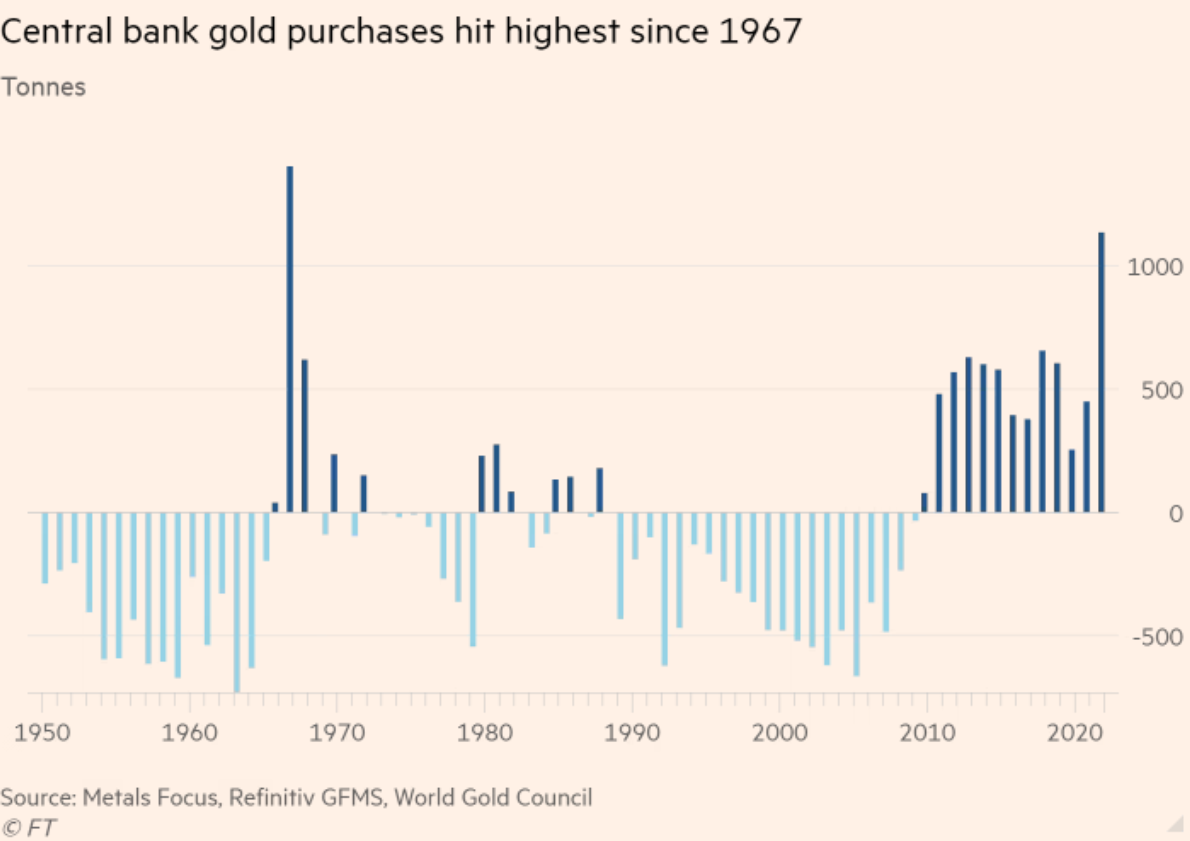 Central bank gold purchases hit highest since 1967
Tonnes
1000
500
0
-500
1950 1960 1970 1980 1990 2000 2010 2020
Source: Metals Focus, Refinitiv GFMS, World Gold Council
© FT